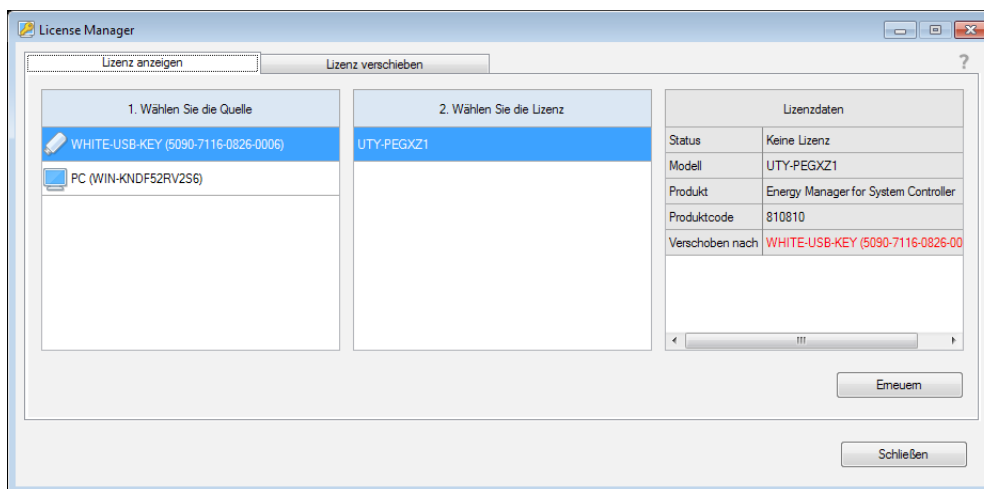 License Manager
Lizenz anzeigen
Lizenz verschieben
?
1. Wählen Sie die Quelle
WHITE-USB-KEY (5090-7116-0826-0006)
PC (WIN-KNDF52RV2S6)
2. Wählen Sie die Lizenz
UTY-PEGXZ1
Lizenzdaten
Status Keine Lizenz
Modell UTY-PEGXZ1
Produkt Energy Manager for System Controller
Produktcode 810810
Verschoben nach WHITE-USB-KEY (5090-7116-0826-00
Erneuern
Schließen